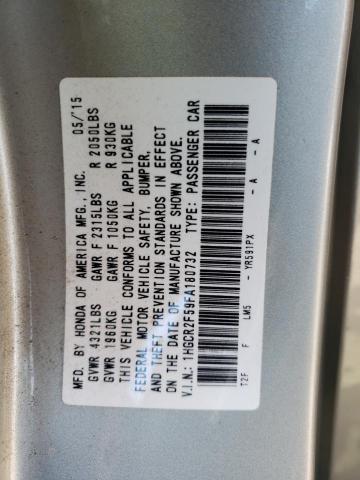 MFD. BY HONDA OF AMERICA MFG., INC. 05/'15
GVWR 4321LBS GAWR F 2315LBS R 2050LBS
GVWR 1960KG GAWR F 1050KG R 930KG
THIS VEHICLE CONFORMS TO ALL APPLICABLE
FEDERAL MOTOR VEHICLE SAFETY, BUMPER,
AND THEFT PREVENTION STANDARDS IN EFFECT
ON THE DATE OF MANUFACTURE SHOWN ABOVE.
V.I.N: 1HGCR2F59FA180732 TYPE: PASSENGER CAR
T2F F LM5 - YR591PX - A - A